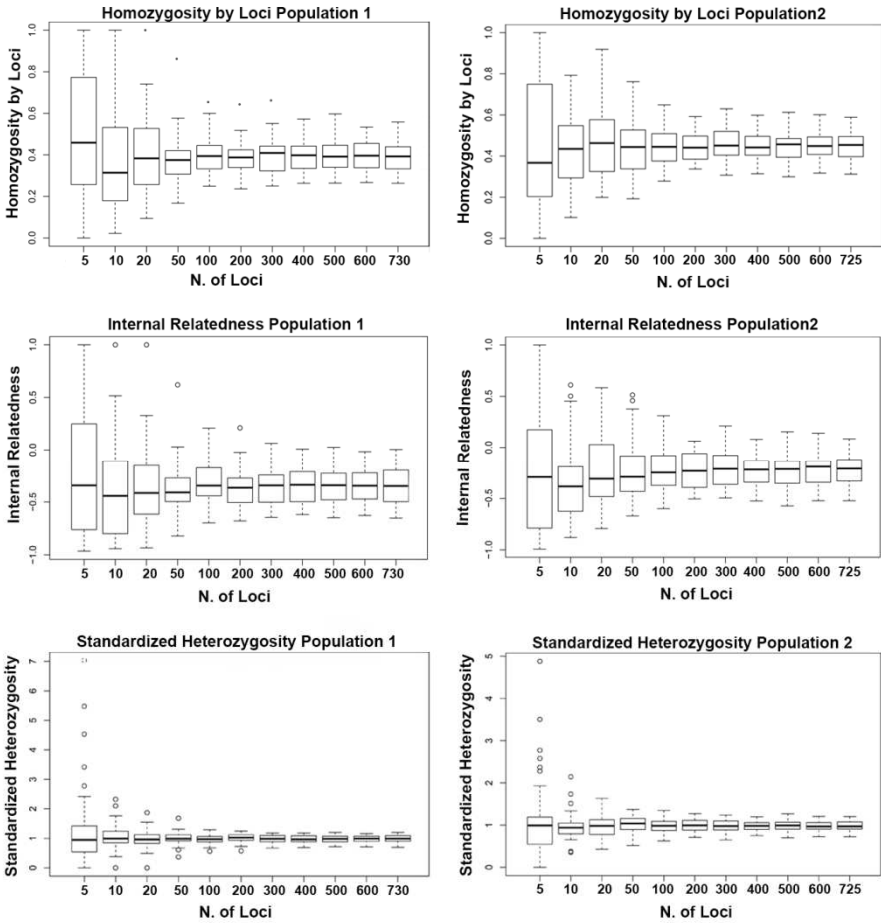 Homozygosity by Loci Population 1
Homozygosity by Loci
1.0
0.8
0.6
0.4
0.2
0.0
5 10 20 50 100 200 300 400 500 600 730
N. of Loci
Homozygosity by Loci Population2
Homozygosity by Loci
1.0
0.8
0.6
0.4
0.2
0.0
5 10 20 50 100 200 300 400 500 600 725
N. of Loci
Internal Relatedness Population 1
Internal Relatedness
1.0
0.5
0.0
−0.5
−1.0
5 10 20 50 100 200 300 400 500 600 730
N. of Loci
Internal Relatedness Population2
Internal Relatedness
1.0
0.5
0.0
−0.5
−1.0
5 10 20 50 100 200 300 400 500 600 725
N. of Loci
Standardized Heterozygosity Population 1
Standardized Heterozygosity
7
6
5
4
3
2
1
0
5 10 20 50 100 200 300 400 500 600 730
N. of Loci
Standardized Heterozygosity Population 2
Standardized Heterozygosity
5
4
3
2
1
0
5 10 20 50 100 200 300 400 500 600 725
N. of Loci